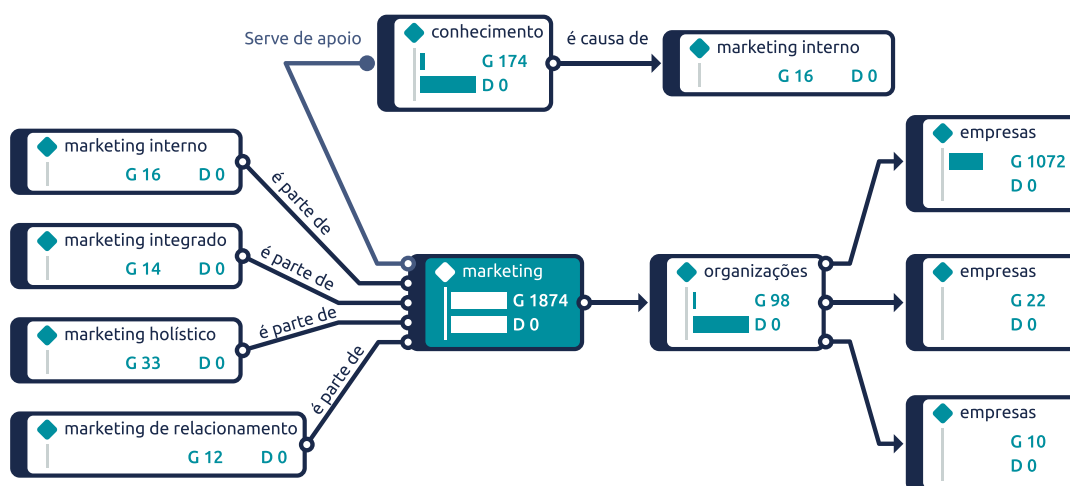 Serve de apoio
conhecimento
G 174
D 0
é causa de
marketing interno
G 16 D 0
marketing interno
G 16 D 0
é parte de
marketing integrado
G 14 D 0
é parte de
marketing holístico
G 33 D 0
é parte de
marketing de relacionamento
G 12 D 0
é parte de
marketing
G 1874
D 0
organizações
G 98
D 0
empresas
G 1072
D 0
empresas
G 22
D 0
empresas
G 10
D 0